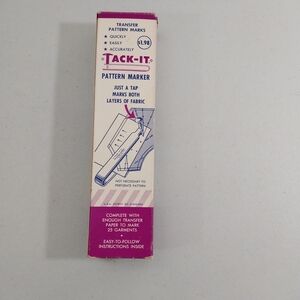 TRANSFER
PATTERN MARKS
★ QUICKLY
★ EASILY
★ ACCURATELY
$1.98
TACK-IT
PATTERN MARKER
JUST A TAP
MARKS BOTH
LAYERS OF FABRIC
NOT NECESSARY TO
PERFORATE PATTERN
COMPLETE WITH
ENOUGH TRANSFER
PAPER TO MARK
25 GARMENTS
EASY-TO-FOLLOW
INSTRUCTIONS INSIDE